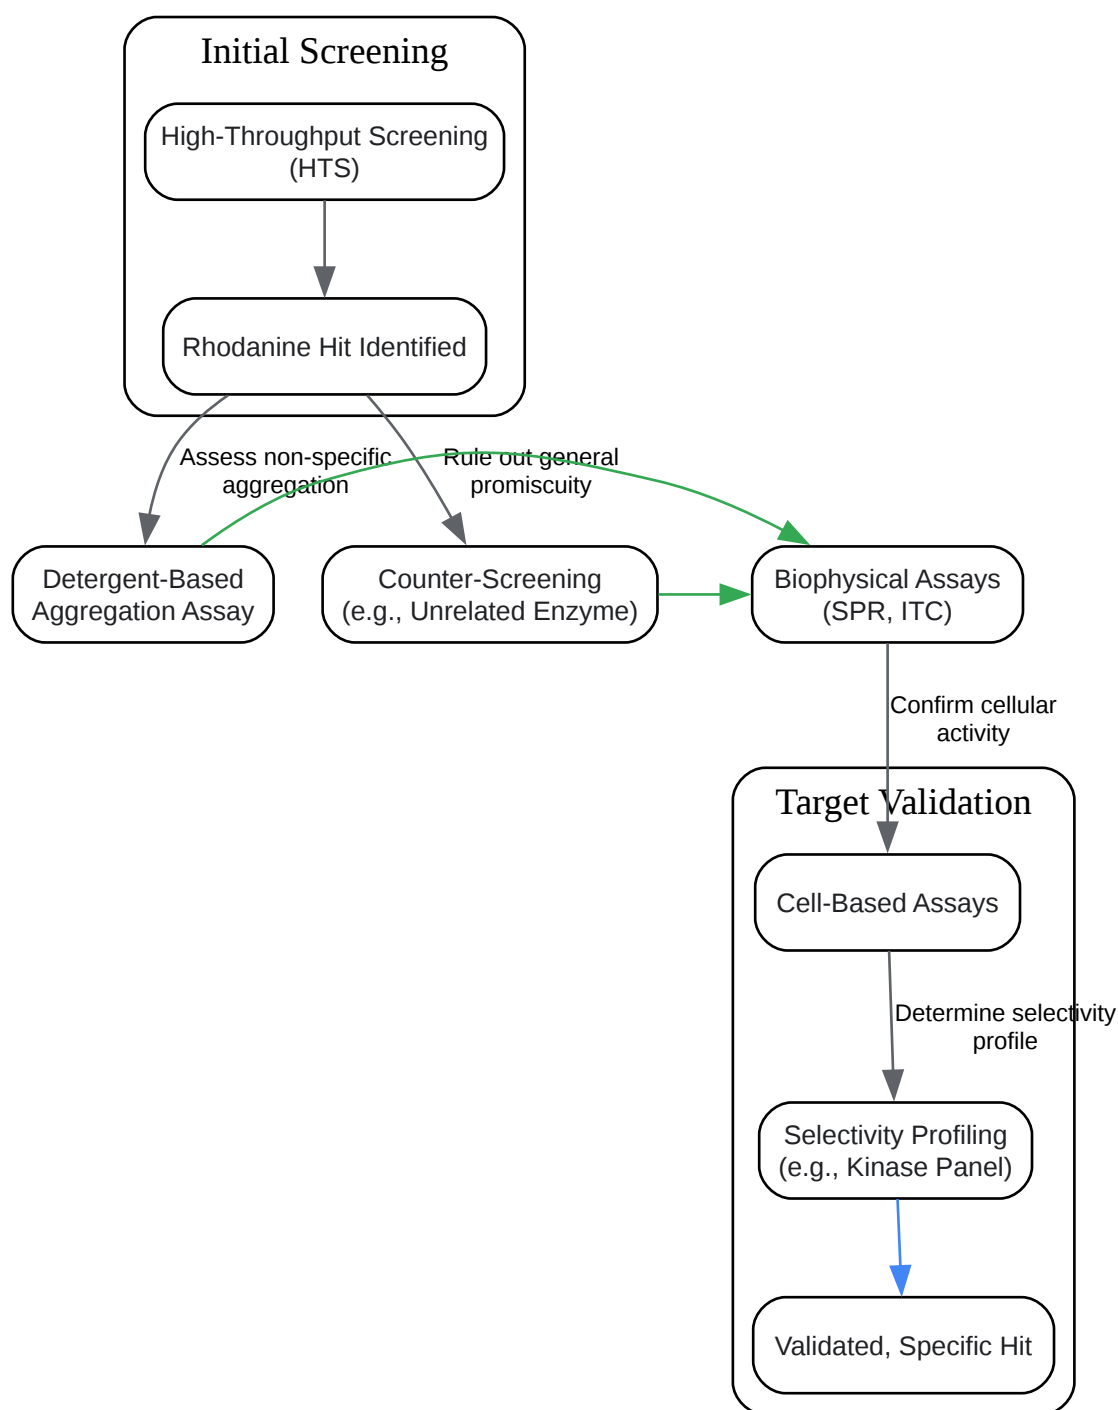 Initial Screening
High-Throughput Screening
(HTS)
Rhodanine Hit Identified
Assess non-specific
aggregation
Rule out general
promiscuity
Detergent-Based
Aggregation Assay
Counter-Screening
(e.g., Unrelated Enzyme)
Biophysical Assays
(SPR, ITC)
Confirm cellular
activity
Target Validation
Cell-Based Assays
Determine selectivity
profile
Selectivity Profiling
(e.g., Kinase Panel)
Validated, Specific Hit